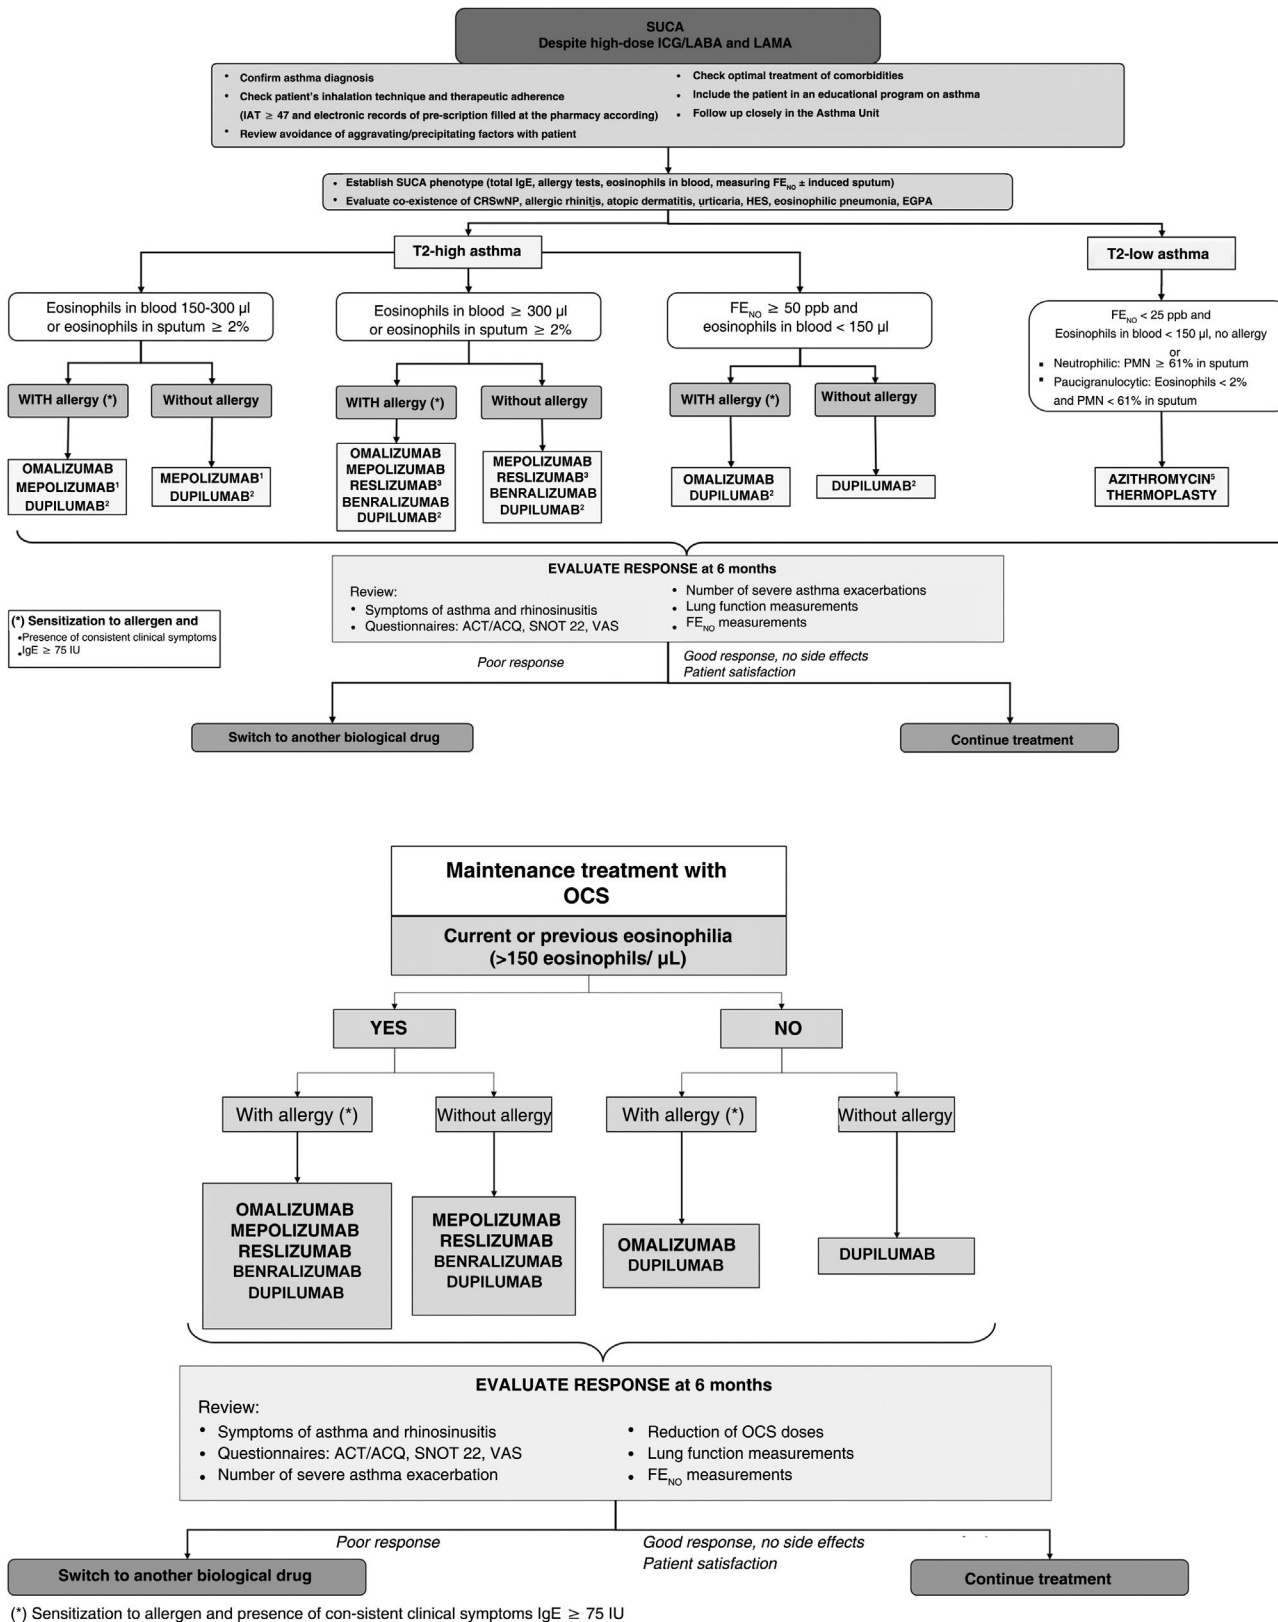 SUCA
Despite high-dose ICG/LABA and LAMA
• Confirm asthma diagnosis
• Check patient's inhalation technique and therapeutic adherence
(IAT ≥ 47 and electronic records of pre-scription filled at the pharmacy according)
• Review avoidance of aggravating/precipitating factors with patient
• Check optimal treatment of comorbidities
• Include the patient in an educational program on asthma
• Follow up closely in the Asthma Unit
• Establish SUCA phenotype (total IgE, allergy tests, eosinophils in blood, measuring FENO ± induced sputum)
• Evaluate co-existence of CRSwNP, allergic rhinitis, atopic dermatitis, urticaria, HES, eosinophilic pneumonia, EGPA
T2-high asthma
T2-low asthma
Eosinophils in blood 150-300 µl
or eosinophils in sputum ≥ 2%
Eosinophils in blood ≥ 300 µl
or eosinophils in sputum ≥ 2%
FENO ≥ 50 ppb and
eosinophils in blood < 150 µl
FENO < 25 ppb and
Eosinophils in blood < 150 µl, no allergy
or
▪ Neutrophilic: PMN ≥ 61% in sputum
▪ Paucigranulocytic: Eosinophils < 2%
and PMN < 61% in sputum
WITH allergy (*)
Without allergy
WITH allergy (*)
Without allergy
WITH allergy (*)
Without allergy
OMALIZUMAB
MEPOLIZUMAB¹
DUPILUMAB²
MEPOLIZUMAB¹
DUPILUMAB²
OMALIZUMAB
MEPOLIZUMAB
RESLIZUMAB³
BENRALIZUMAB
DUPILUMAB²
MEPOLIZUMAB
RESLIZUMAB³
BENRALIZUMAB
DUPILUMAB²
OMALIZUMAB
DUPILUMAB²
DUPILUMAB²
AZITHROMYCIN⁵
THERMOPLASTY
EVALUATE RESPONSE at 6 months
Review:
• Symptoms of asthma and rhinosinusitis
• Questionnaires: ACT/ACQ, SNOT 22, VAS
• Number of severe asthma exacerbations
• Lung function measurements
• FENO measurements
(*) Sensitization to allergen and
•Presence of consistent clinical symptoms
•IgE ≥ 75 IU
Poor response
Good response, no side effects
Patient satisfaction
Switch to another biological drug
Continue treatment
Maintenance treatment with
OCS
Current or previous eosinophilia
(>150 eosinophils/ µL)
YES
NO
With allergy (*)
Without allergy
With allergy (*)
Without allergy
OMALIZUMAB
MEPOLIZUMAB
RESLIZUMAB
BENRALIZUMAB
DUPILUMAB
MEPOLIZUMAB
RESLIZUMAB
BENRALIZUMAB
DUPILUMAB
OMALIZUMAB
DUPILUMAB
DUPILUMAB
EVALUATE RESPONSE at 6 months
Review:
• Symptoms of asthma and rhinosinusitis
• Questionnaires: ACT/ACQ, SNOT 22, VAS
• Number of severe asthma exacerbation
• Reduction of OCS doses
• Lung function measurements
• FENO measurements
Poor response
Good response, no side effects
Patient satisfaction
Switch to another biological drug
Continue treatment
(*) Sensitization to allergen and presence of con-sistent clinical symptoms IgE ≥ 75 IU